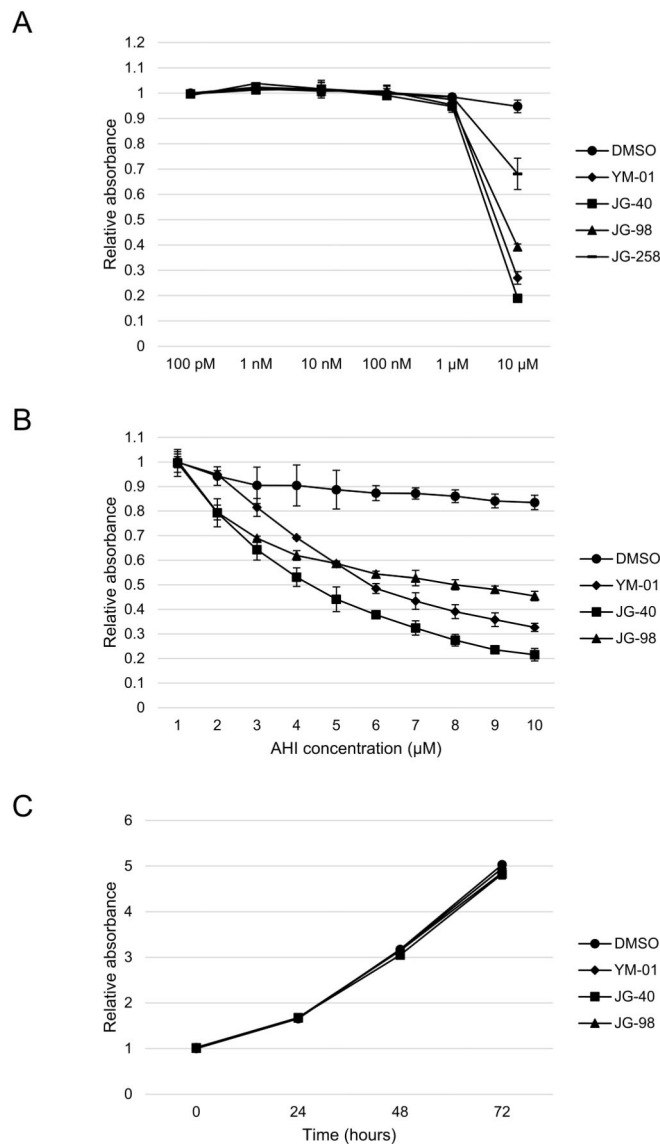 A
Relative absorbance
1.2
1.1
1
0.9
0.8
0.7
0.6
0.5
0.4
0.3
0.2
0.1
0
100 pM 1 nM 10 nM 100 nM 1 µM 10 µM
DMSO
YM-01
JG-40
JG-98
JG-258
B
Relative absorbance
1.1
1
0.9
0.8
0.7
0.6
0.5
0.4
0.3
0.2
0.1
0
1 2 3 4 5 6 7 8 9 10
AHI concentration (µM)
DMSO
YM-01
JG-40
JG-98
C
Relative absorbance
6
5
4
3
2
1
0
0 24 48 72
Time (hours)
DMSO
YM-01
JG-40
JG-98